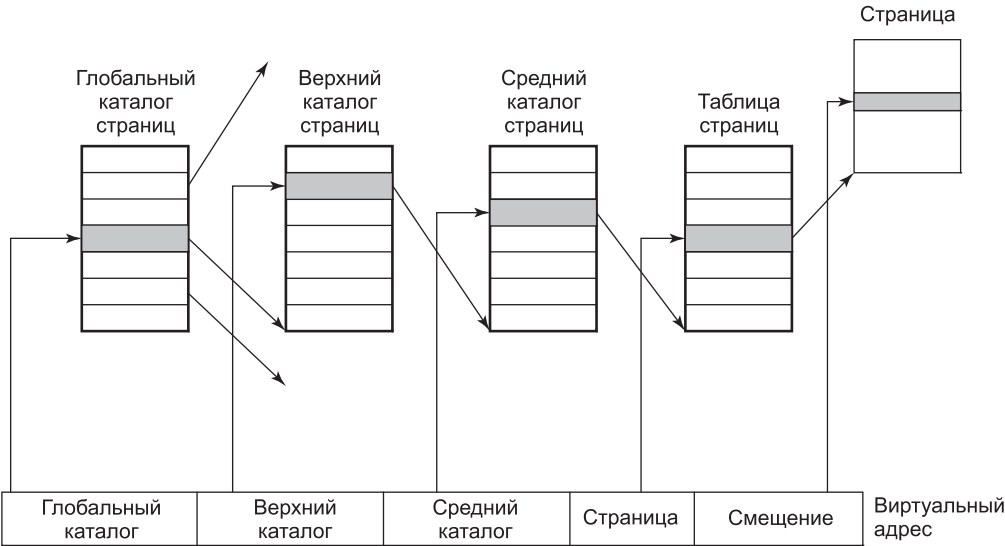 Страница
Глобальный
каталог
страниц
Верхний
каталог
страниц
Средний
каталог
страниц
Таблица
страниц
Глобальный
каталог
Верхний
каталог
Средний
каталог
Страница
Смещение
Виртуальный
адрес